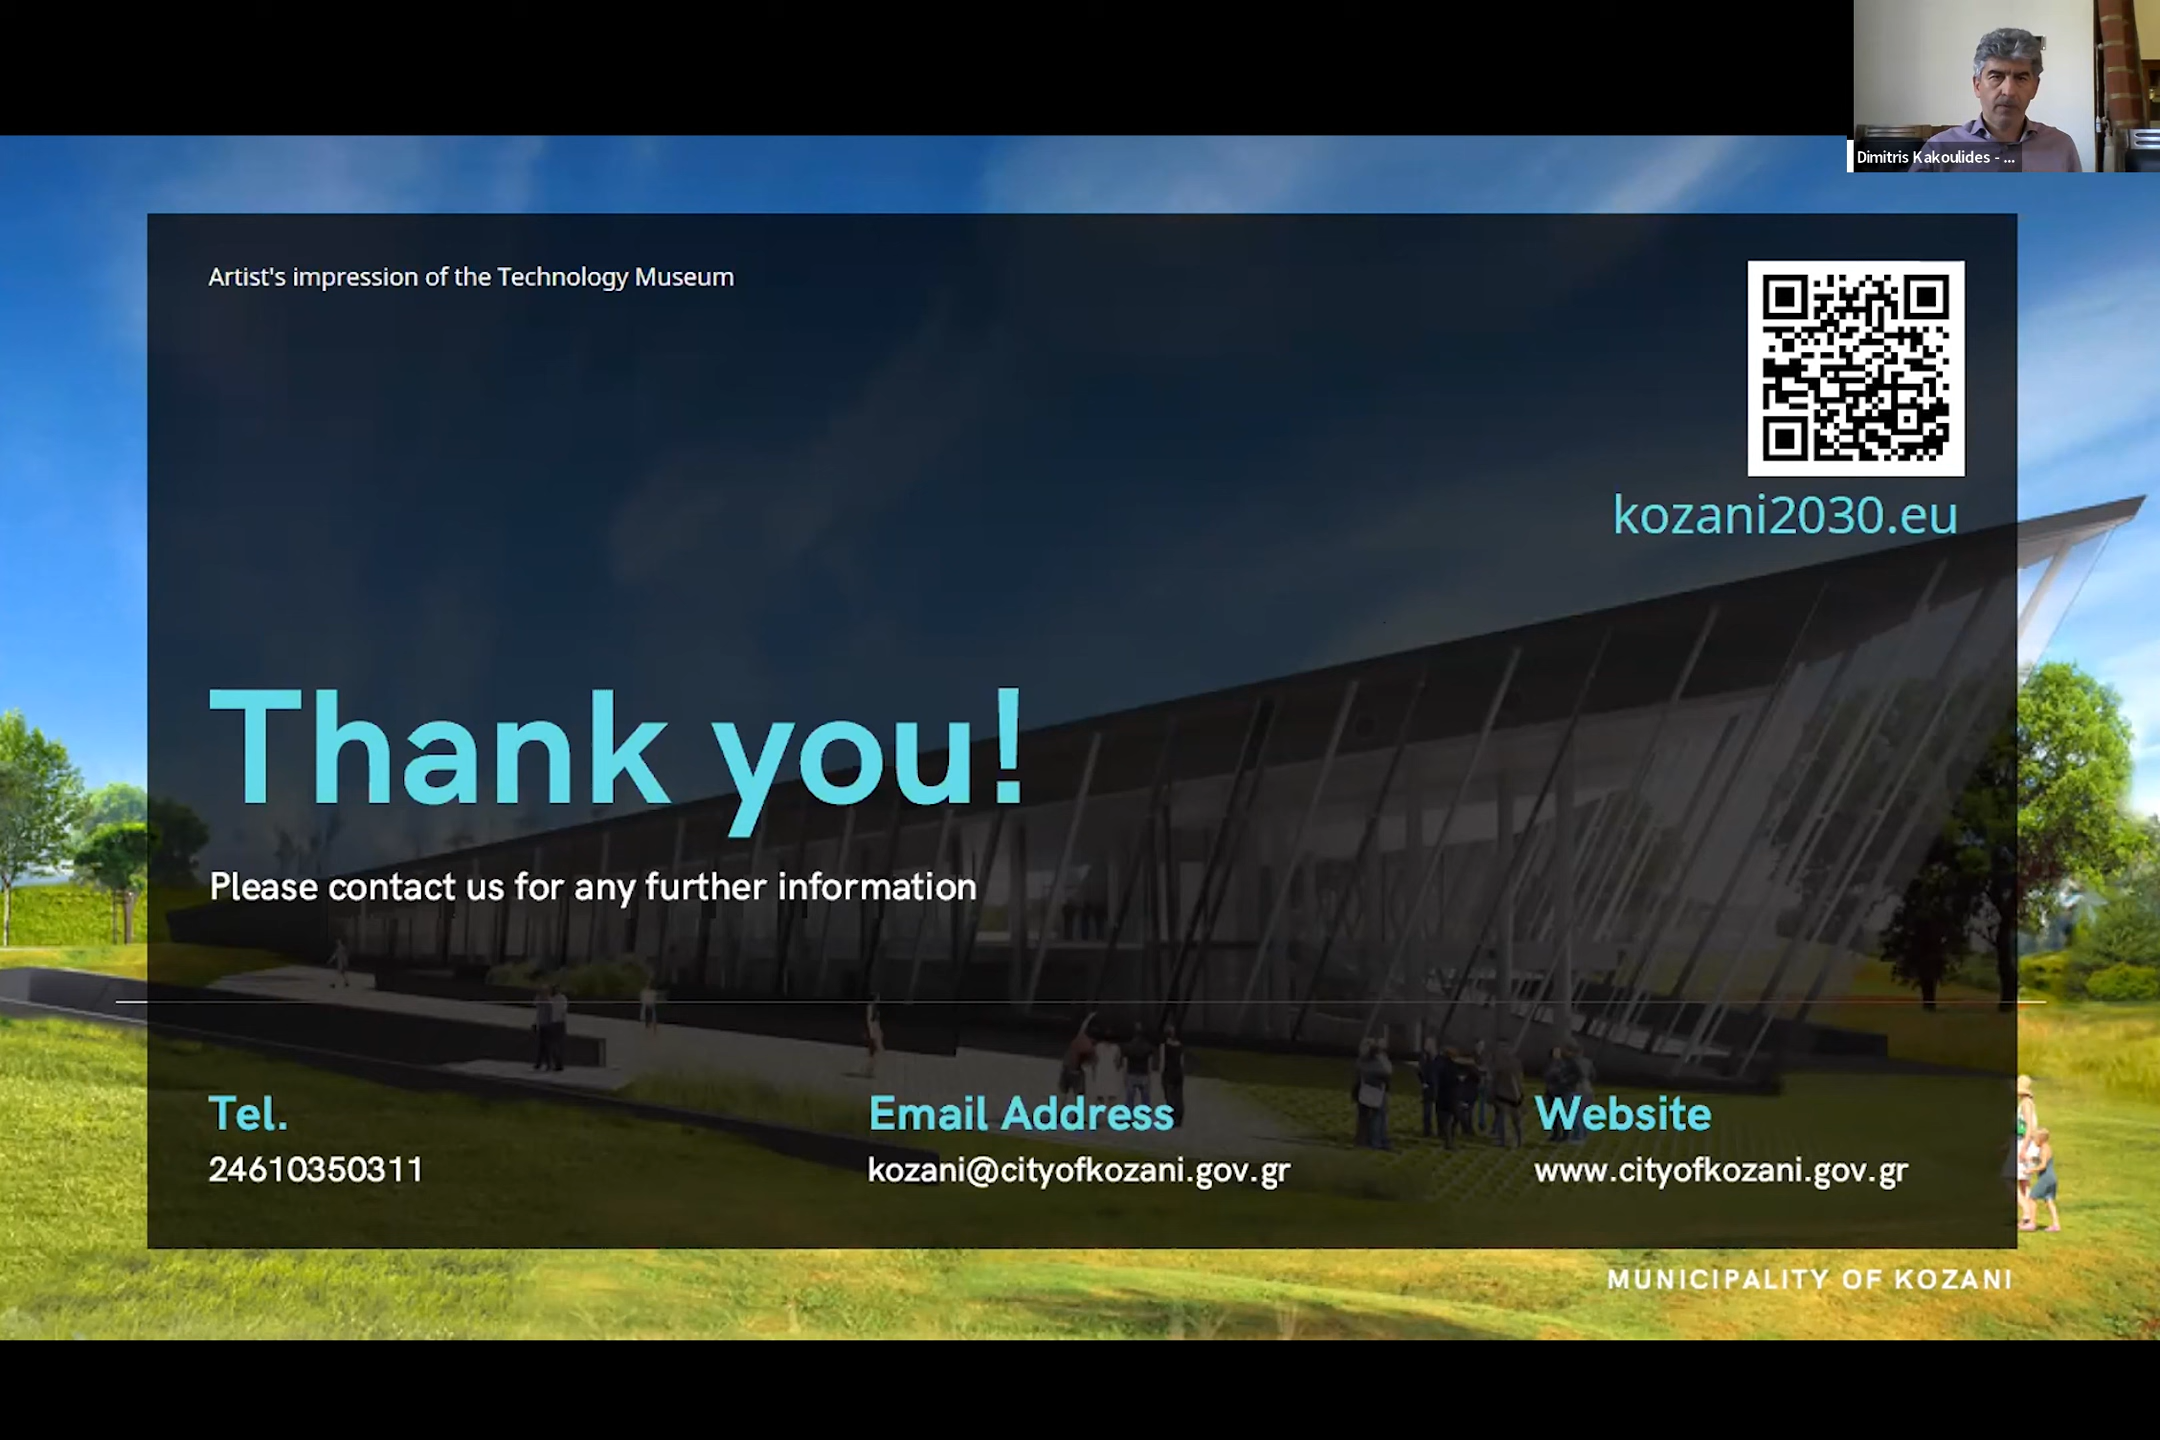 Dimitris Kakoulides - ...
Artist's impression of the Technology Museum
kozani2030.eu
Thank you!
Please contact us for any further information
Tel.
24610350311
Email Address
kozani@cityofkozani.gov.gr
Website
www.cityofkozani.gov.gr
MUNICIPALITY OF KOZANI